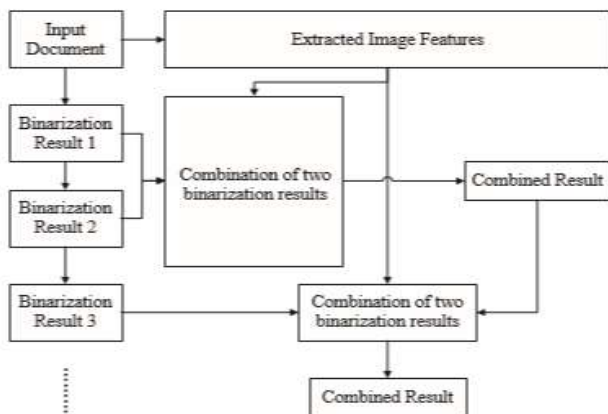 Input
Document
Extracted Image Features
Binarization
Result 1
Combination of two
binarization results
Combined Result
Binarization
Result 2
Binarization
Result 3
Combination of two
binarization results
Combined Result